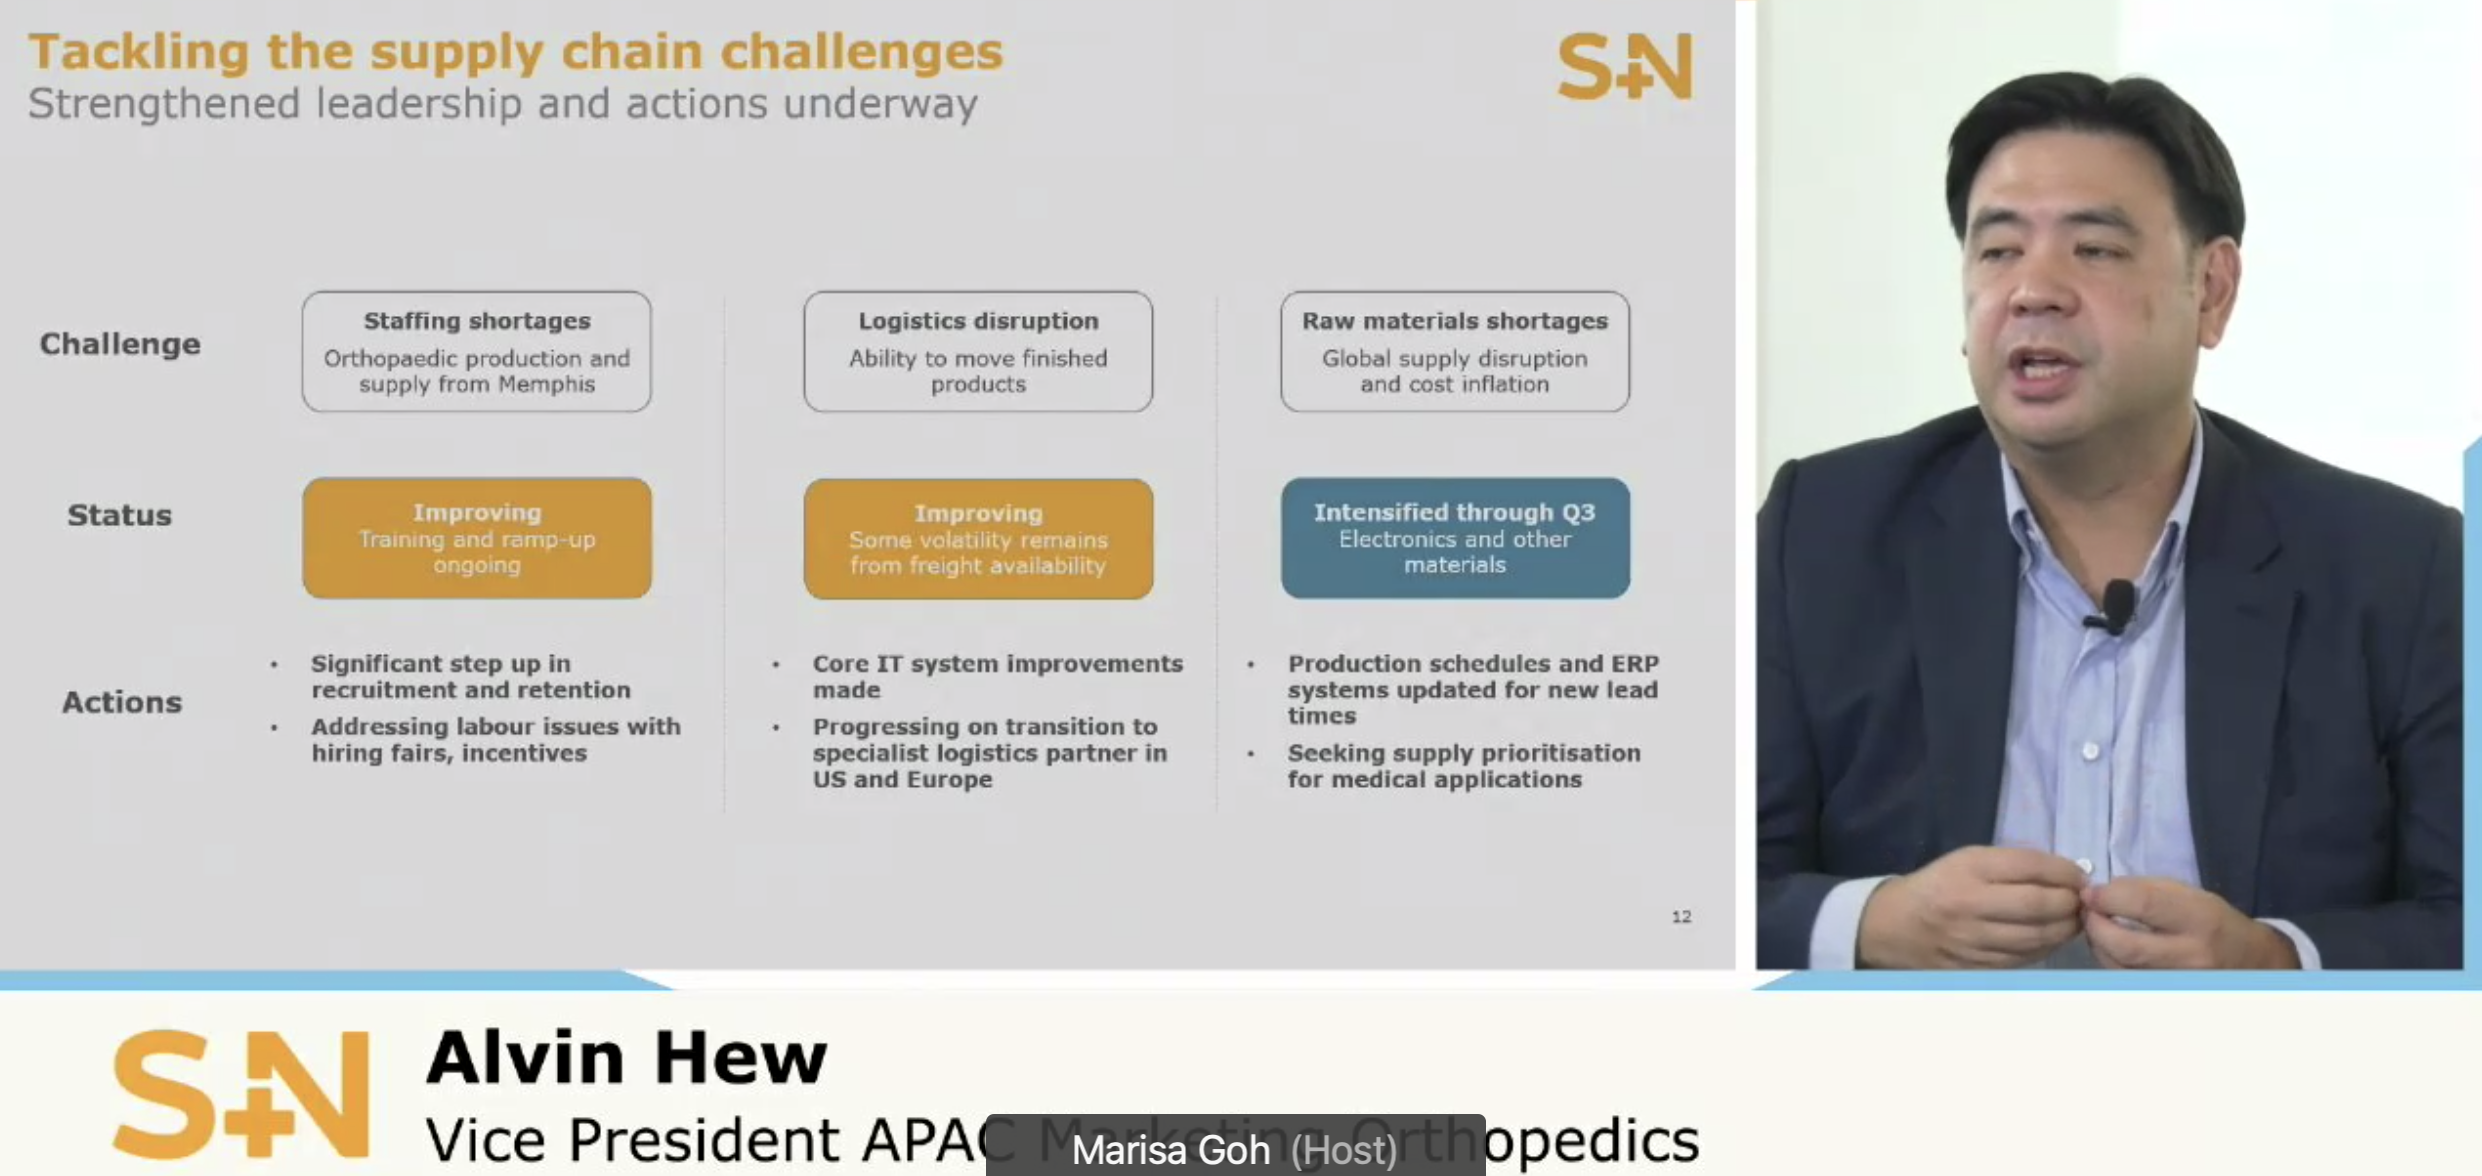 Tackling the supply chain challenges
Strengthened leadership and actions underway
S+N
Challenge
Staffing shortages
Orthopaedic production and
supply from Memphis
Logistics disruption
Ability to move finished
products
Raw materials shortages
Global supply disruption
and cost inflation
Status
Improving
Training and ramp-up
ongoing
Improving
Some volatility remains
from freight availability
Intensified through Q3
Electronics and other
materials
Actions
• Significant step up in
recruitment and retention
• Addressing labour issues with
hiring fairs, incentives
• Core IT system improvements
made
• Progressing on transition to
specialist logistics partner in
US and Europe
• Production schedules and ERP
systems updated for new lead
times
• Seeking supply prioritisation
for medical applications
12
S+N
Alvin Hew
Vice President APAC Marketing Orthopedics
Marisa Goh (Host)